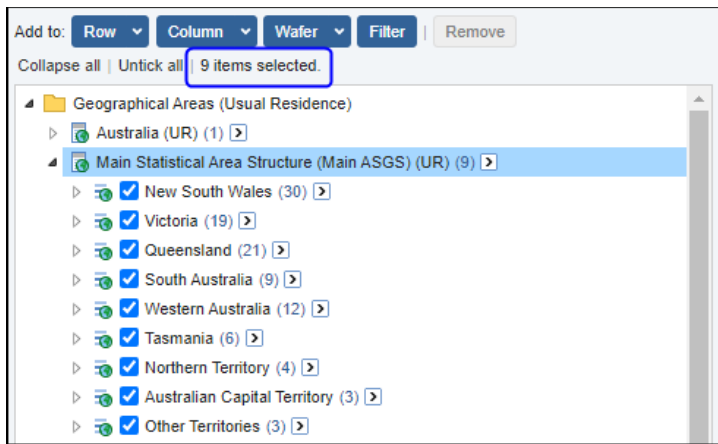 Add to: Row Column Wafer Filter | Remove
Collapse all | Untick all | 9 items selected.
Geographical Areas (Usual Residence)
Australia (UR) (1)
Main Statistical Area Structure (Main ASGS) (UR) (9)
New South Wales (30)
Victoria (19)
Queensland (21)
South Australia (9)
Western Australia (12)
Tasmania (6)
Northern Territory (4)
Australian Capital Territory (3)
Other Territories (3)